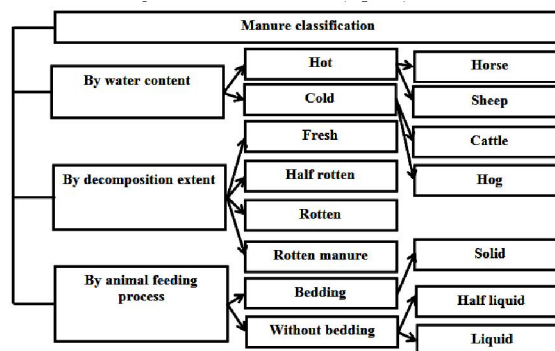 Manure classification
By water content
Hot
Horse
Cold
Sheep
Fresh
Cattle
By decomposition extent
Half rotten
Hog
Rotten
Rotten manure
Solid
By animal feeding
process
Bedding
Half liquid
Without bedding
Liquid